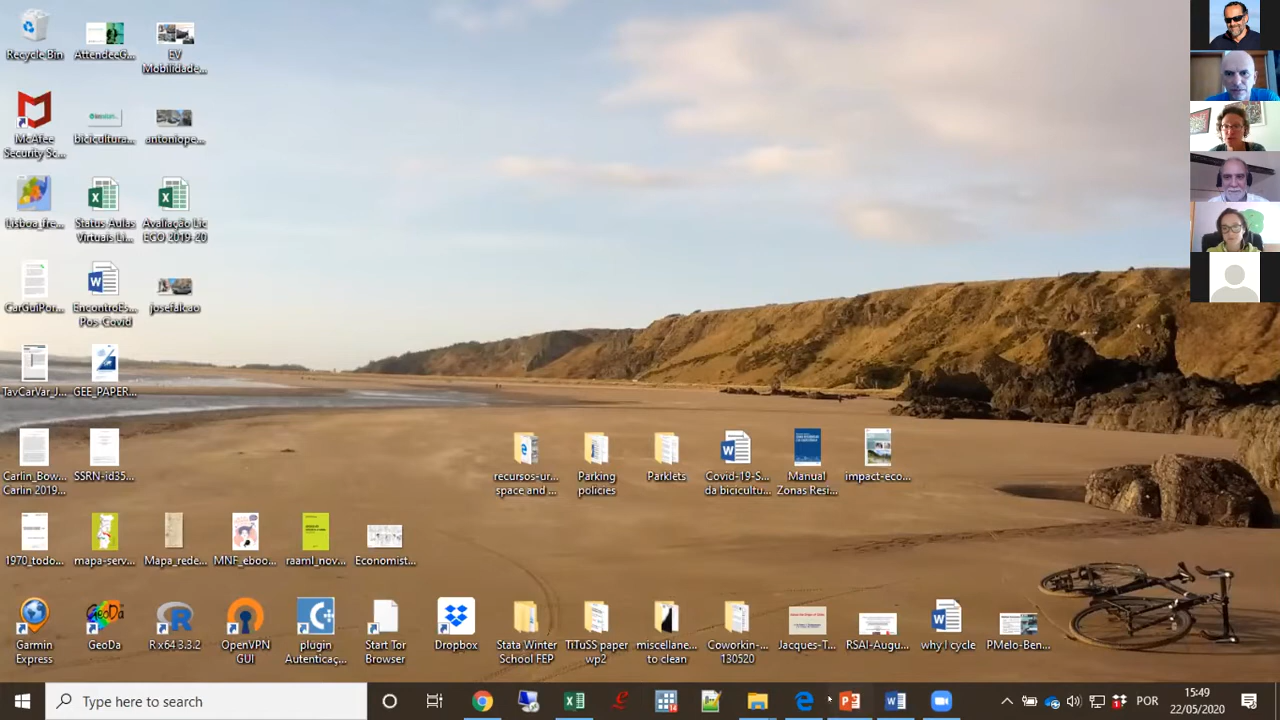 Recycle Bin
AttendeeG...
EV
Mobilidade...
McAfee
Security Sc...
bicicultura...
antoniope...
Lisboa_fre...
Status Aulas
Virtuais Li...
Avaliação Lic
ECO 2019-20
CarGuiPor...
EncontroEs...
Pos-Covid
josefalcao
TavCarVar_J...
GEE_PAPER...
Carlin_Bow...
Carlin 2019...
SSRN-id35...
recursos-ur...
space and ...
Parking
policies
Parklets
Covid-19-S...
da bicicultu...
Manual
Zonas Resi...
impact-eco...
1970_todo...
mapa-serv...
Mapa_rede...
MNF_eboo...
raaml_nov...
Economist...
Garmin
Express
GeoDa
R x64 3.3.2
OpenVPN
GUI
plugin
Autenticaç...
Start Tor
Browser
Dropbox
Stata Winter
School FEP
TiTuSS paper
wp2
miscellane...
to clean
Coworkin-...
130520
Jacques-T...
RSAI-Augu...
why I cycle
PMelo-Ben...
Type here to search
POR
15:49
22/05/2020